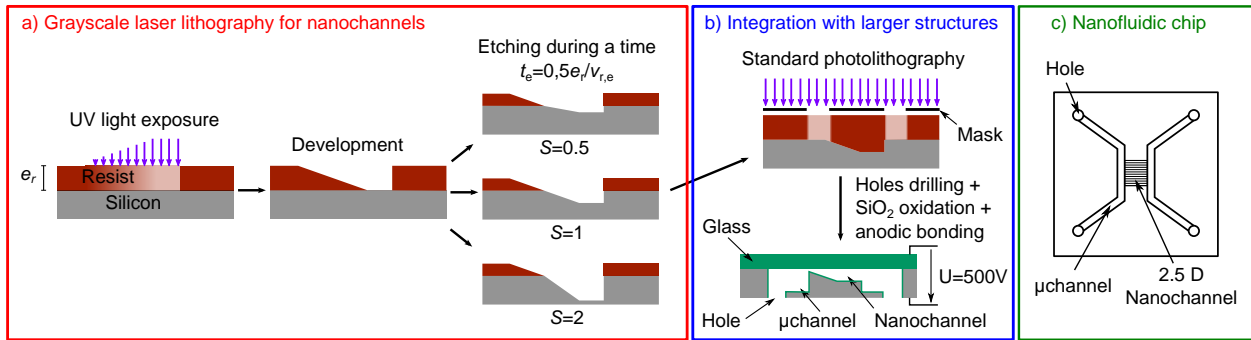 a) Grayscale laser lithography for nanochannels
UV light exposure
eᵣ
Resist
Silicon
Development
Etching during a time
tₑ=0,5eᵣ/vᵣ,ₑ
S=0.5
S=1
S=2
b) Integration with larger structures
Standard photolithography
Mask
Holes drilling +
SiO₂ oxidation +
anodic bonding
Glass
U=500V
Hole
µchannel
Nanochannel
c) Nanofluidic chip
Hole
µchannel
2.5 D
Nanochannel